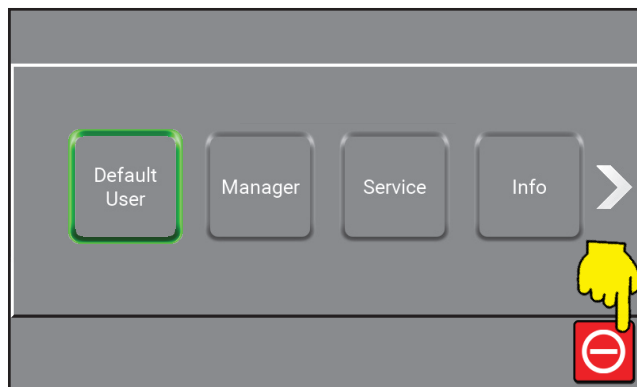 Default
User
Manager
Service
Info